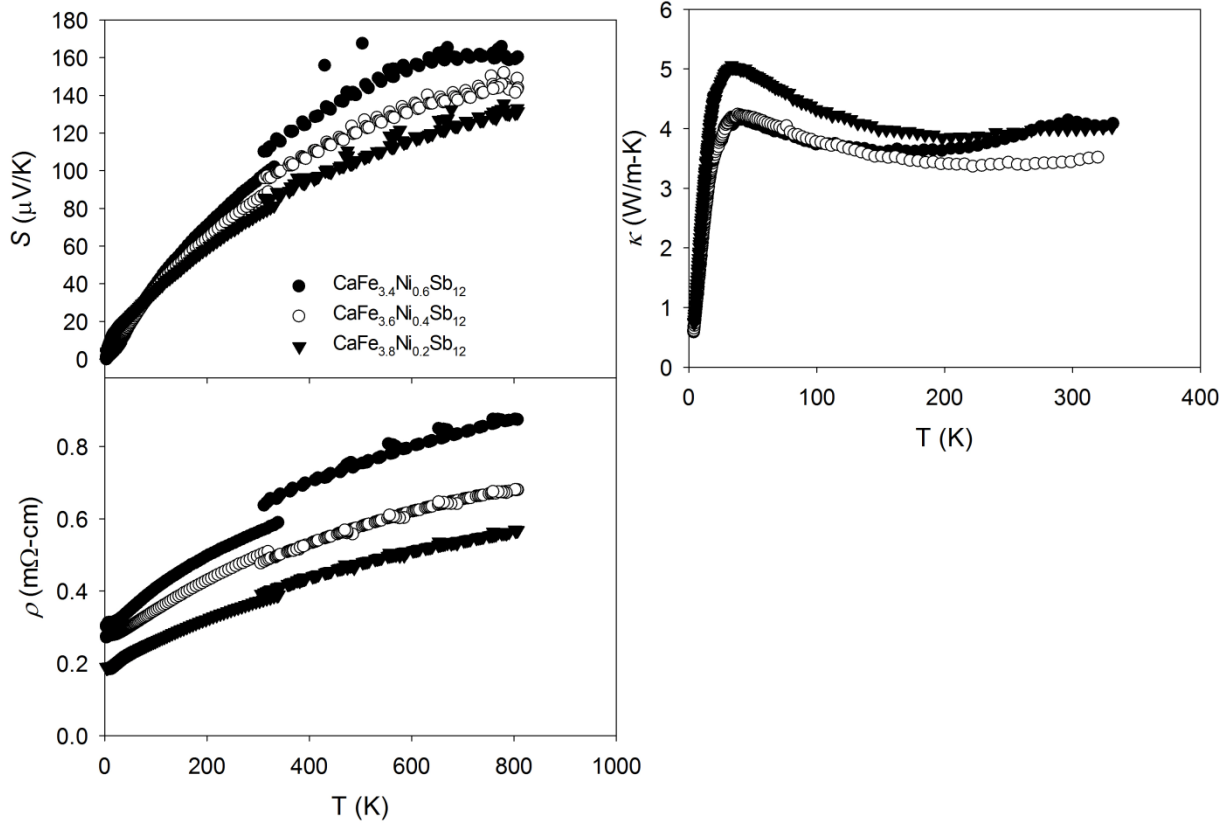 180
160
140
120
100
80
60
40
20
0
S (μV/K)
CaFe3.4Ni0.6Sb12
CaFe3.6Ni0.4Sb12
CaFe3.8Ni0.2Sb12
0.8
0.6
0.4
0.2
0.0
ρ (mΩ-cm)
0 200 400 600 800 1000
T (K)
6
5
4
3
2
1
0
κ (W/m-K)
0 100 200 300 400
T (K)